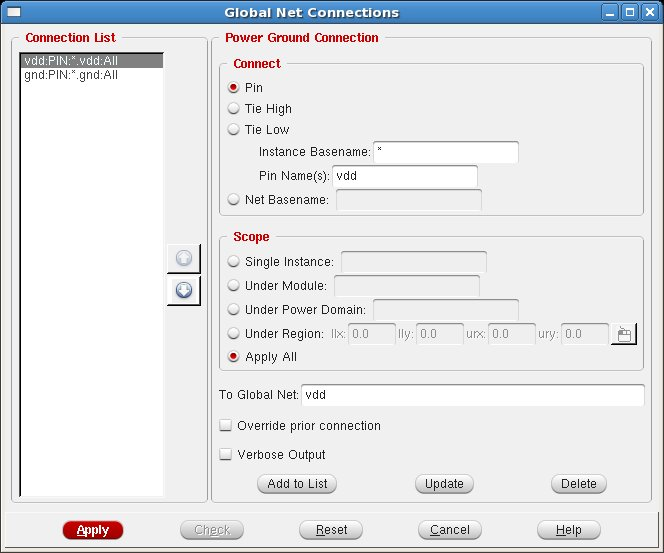 Global Net Connections
Connection List
vdd:PIN:*.vdd:All
gnd:PIN:*.gnd:All
Power Ground Connection
Connect
Pin
Tie High
Tie Low
Instance Basename: *
Pin Name(s): vdd
Net Basename:
Scope
Single Instance:
Under Module:
Under Power Domain:
Under Region: llx: 0.0 lly: 0.0 urx: 0.0 ury: 0.0
Apply All
To Global Net: vdd
Override prior connection
Verbose Output
Add to List Update Delete
Apply Check Reset Cancel Help